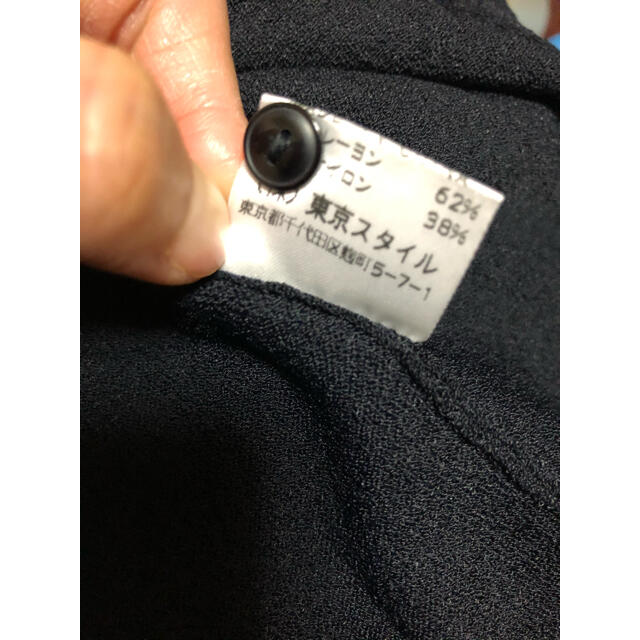 レーヨン 62%
イロン 38%
(株) 東京スタイル
東京都千代田区麹町5-7-1